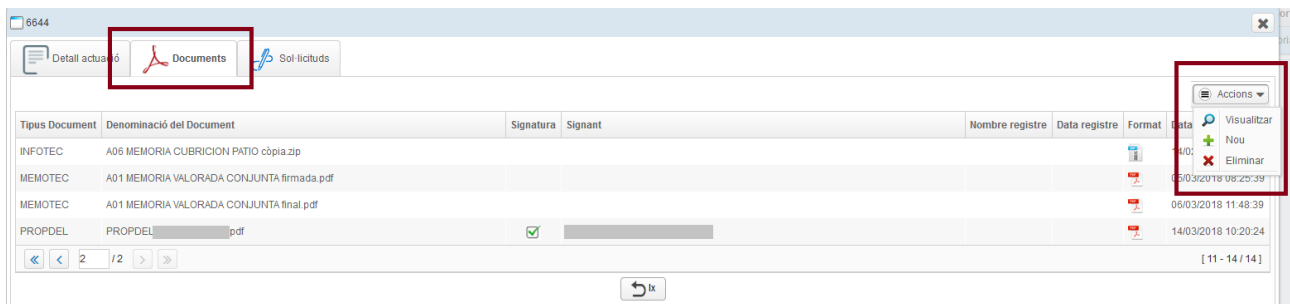 6644
Detall actuació Documents Sol·licituds
Accions
Tipus Document Denominació del Document Signatura Signant Nombre registre Data registre Format Data
Visualitzar
Nou
Eliminar
INFOTEC A06 MEMORIA CUBRICION PATIO còpia.zip
MEMOTEC A01 MEMORIA VALORADA CONJUNTA firmada.pdf 05/03/2018 08:25:39
MEMOTEC A01 MEMORIA VALORADA CONJUNTA final.pdf 06/03/2018 11:48:39
PROPDEL PROPDEL pdf 14/03/2018 10:20:24
2 / 2 [ 11 - 14 / 14 ]
Ix